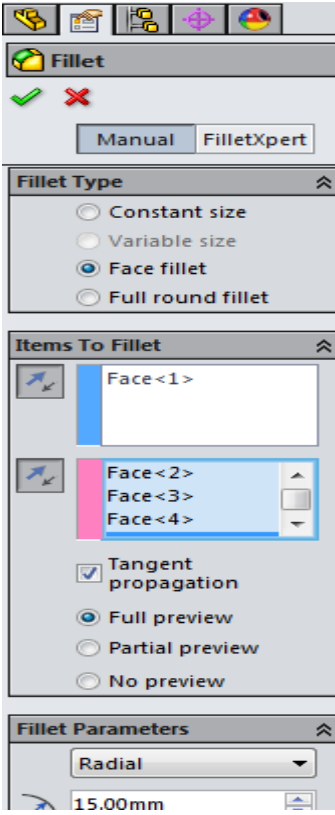 Fillet
Manual FilletXpert
Fillet Type
Constant size
Variable size
Face fillet
Full round fillet
Items To Fillet
Face<1>
Face<2>
Face<3>
Face<4>
Tangent
propagation
Full preview
Partial preview
No preview
Fillet Parameters
Radial
15.00mm